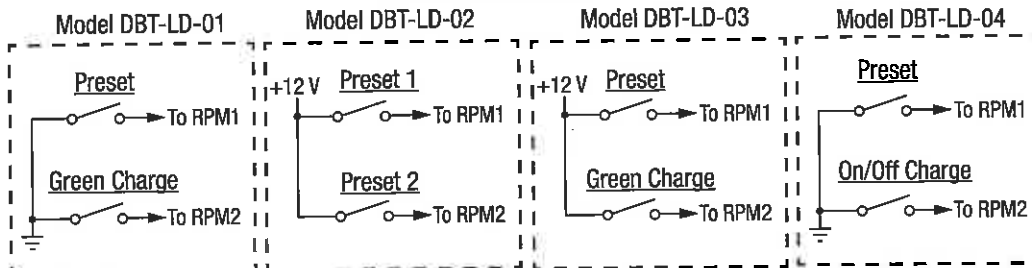 Model DBT-LD-01
Preset
To RPM1
Green Charge
To RPM2
Model DBT-LD-02
+12 V
Preset 1
To RPM1
Preset 2
To RPM2
Model DBT-LD-03
+12 V
Preset
To RPM1
Green Charge
To RPM2
Model DBT-LD-04
Preset
To RPM1
On/Off Charge
To RPM2